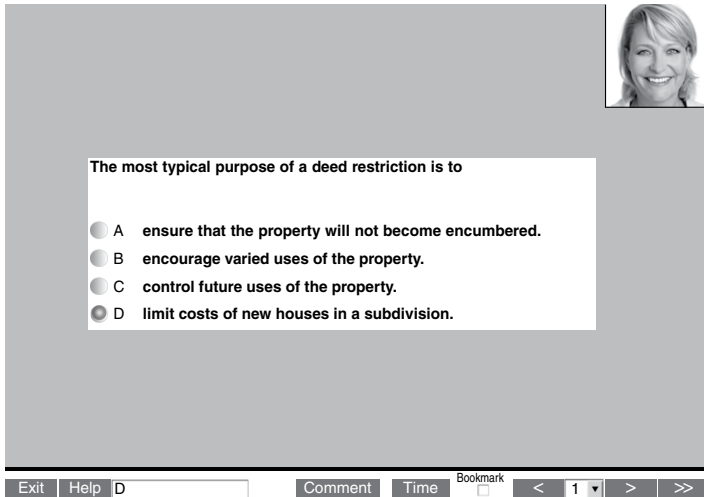 The most typical purpose of a deed restriction is to
A ensure that the property will not become encumbered.
B encourage varied uses of the property.
C control future uses of the property.
D limit costs of new houses in a subdivision.
Exit Help D Comment Time Bookmark < 1 > >>